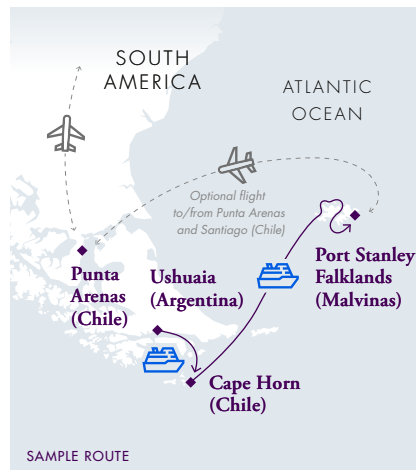 SOUTH
AMERICA
ATLANTIC
OCEAN
Optional flight
to/from Punta Arenas
and Santiago (Chile)
Punta
Arenas
(Chile)
Ushuaia
(Argentina)
Port Stanley
Falklands
(Malvinas)
Cape Horn
(Chile)
SAMPLE ROUTE